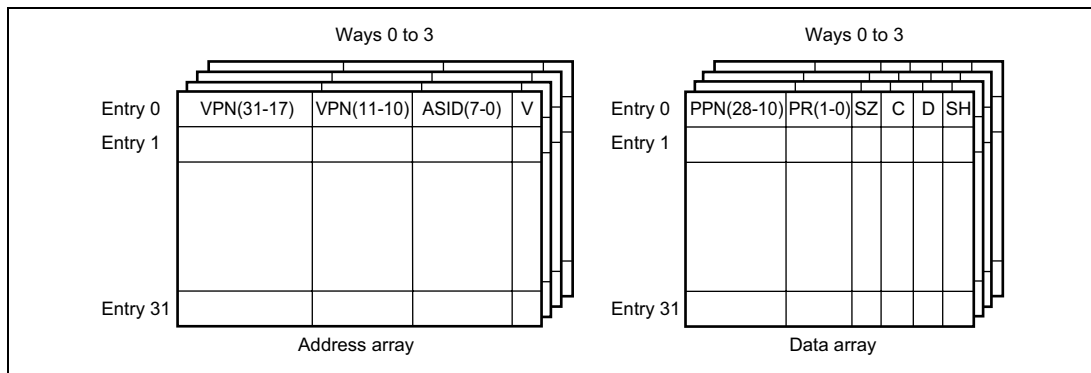 Ways 0 to 3
Entry 0
VPN(31-17) VPN(11-10) ASID(7-0) V
Entry 1
Entry 31
Address array
Ways 0 to 3
Entry 0
PPN(28-10) PR(1-0) SZ C D SH
Entry 1
Entry 31
Data array